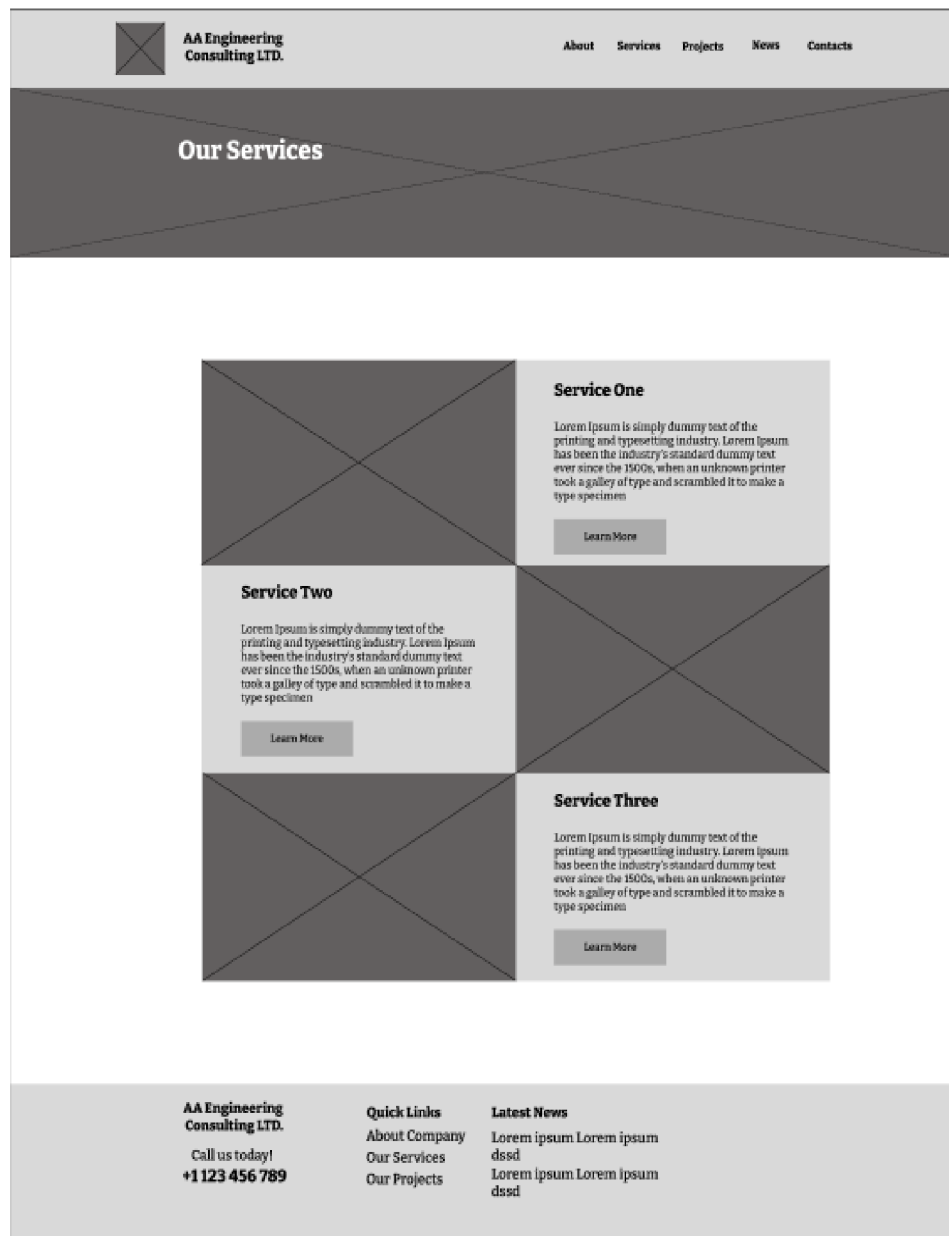 AA Engineering
Consulting LTD.
About Services Projects News Contacts
Our Services
Service One
Lorem Ipsum is simply dummy text of the
printing and typesetting industry. Lorem Ipsum
has been the industry's standard dummy text
ever since the 1500s, when an unknown printer
took a galley of type and scrambled it to make a
type specimen
Learn More
Service Two
Lorem Ipsum is simply dummy text of the
printing and typesetting industry. Lorem Ipsum
has been the industry's standard dummy text
ever since the 1500s, when an unknown printer
took a galley of type and scrambled it to make a
type specimen
Learn More
Service Three
Lorem Ipsum is simply dummy text of the
printing and typesetting industry. Lorem Ipsum
has been the industry's standard dummy text
ever since the 1500s, when an unknown printer
took a galley of type and scrambled it to make a
type specimen
Learn More
AA Engineering
Consulting LTD.
Call us today!
+1 123 456 789
Quick Links
About Company
Our Services
Our Projects
Latest News
Lorem ipsum Lorem ipsum
dssd
Lorem ipsum Lorem ipsum
dssd